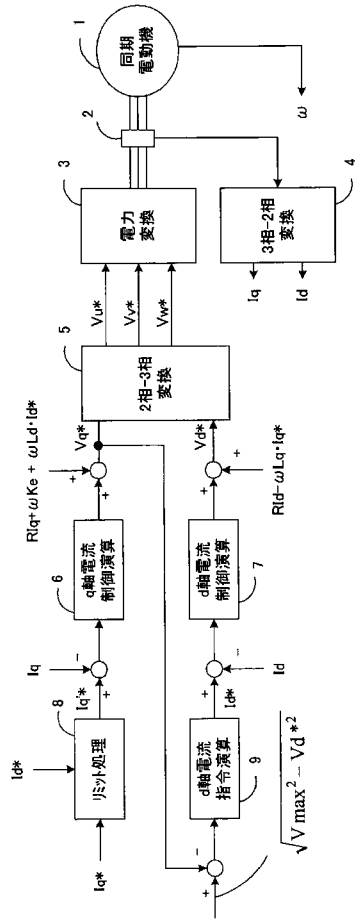 Id*
Iq*
8
リミット処理
Iq'*
Iq
6
q軸電流
制御演算
RIq+ωKe + ωLd・Id*
Vq*
5
2相-3相
変換
Vu*
Vv*
Vw*
3
電力
変換
2
1
同期
電動機
ω
4
3相-2相
変換
Iq
Id
√Vmax² − Vd*²
9
d軸電流
指令演算
Id*
Id
7
d軸電流
制御演算
RId-ωLq・Iq*
Vd*
+
-
+
-
+
+
+
-
+
+